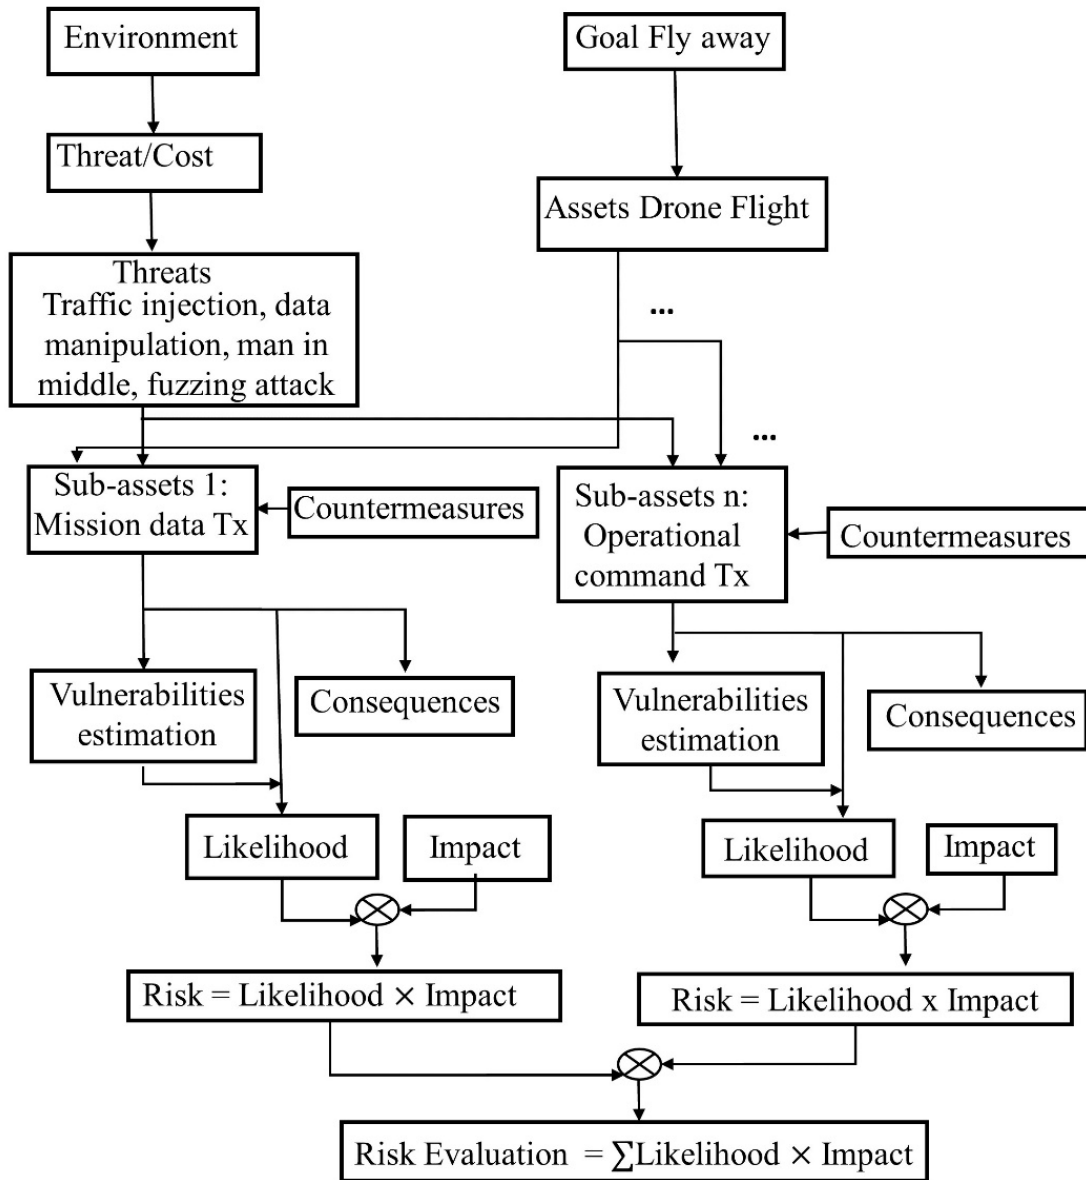 Environment
Goal Fly away
Threat/Cost
Assets Drone Flight
Threats
Traffic injection, data
manipulation, man in
middle, fuzzing attack
...
...
Sub-assets 1:
Mission data Tx
Countermeasures
Sub-assets n:
Operational
command Tx
Countermeasures
Vulnerabilities
estimation
Consequences
Vulnerabilities
estimation
Consequences
Likelihood
Impact
Likelihood
Impact
Risk = Likelihood × Impact
Risk = Likelihood x Impact
Risk Evaluation = ∑Likelihood × Impact